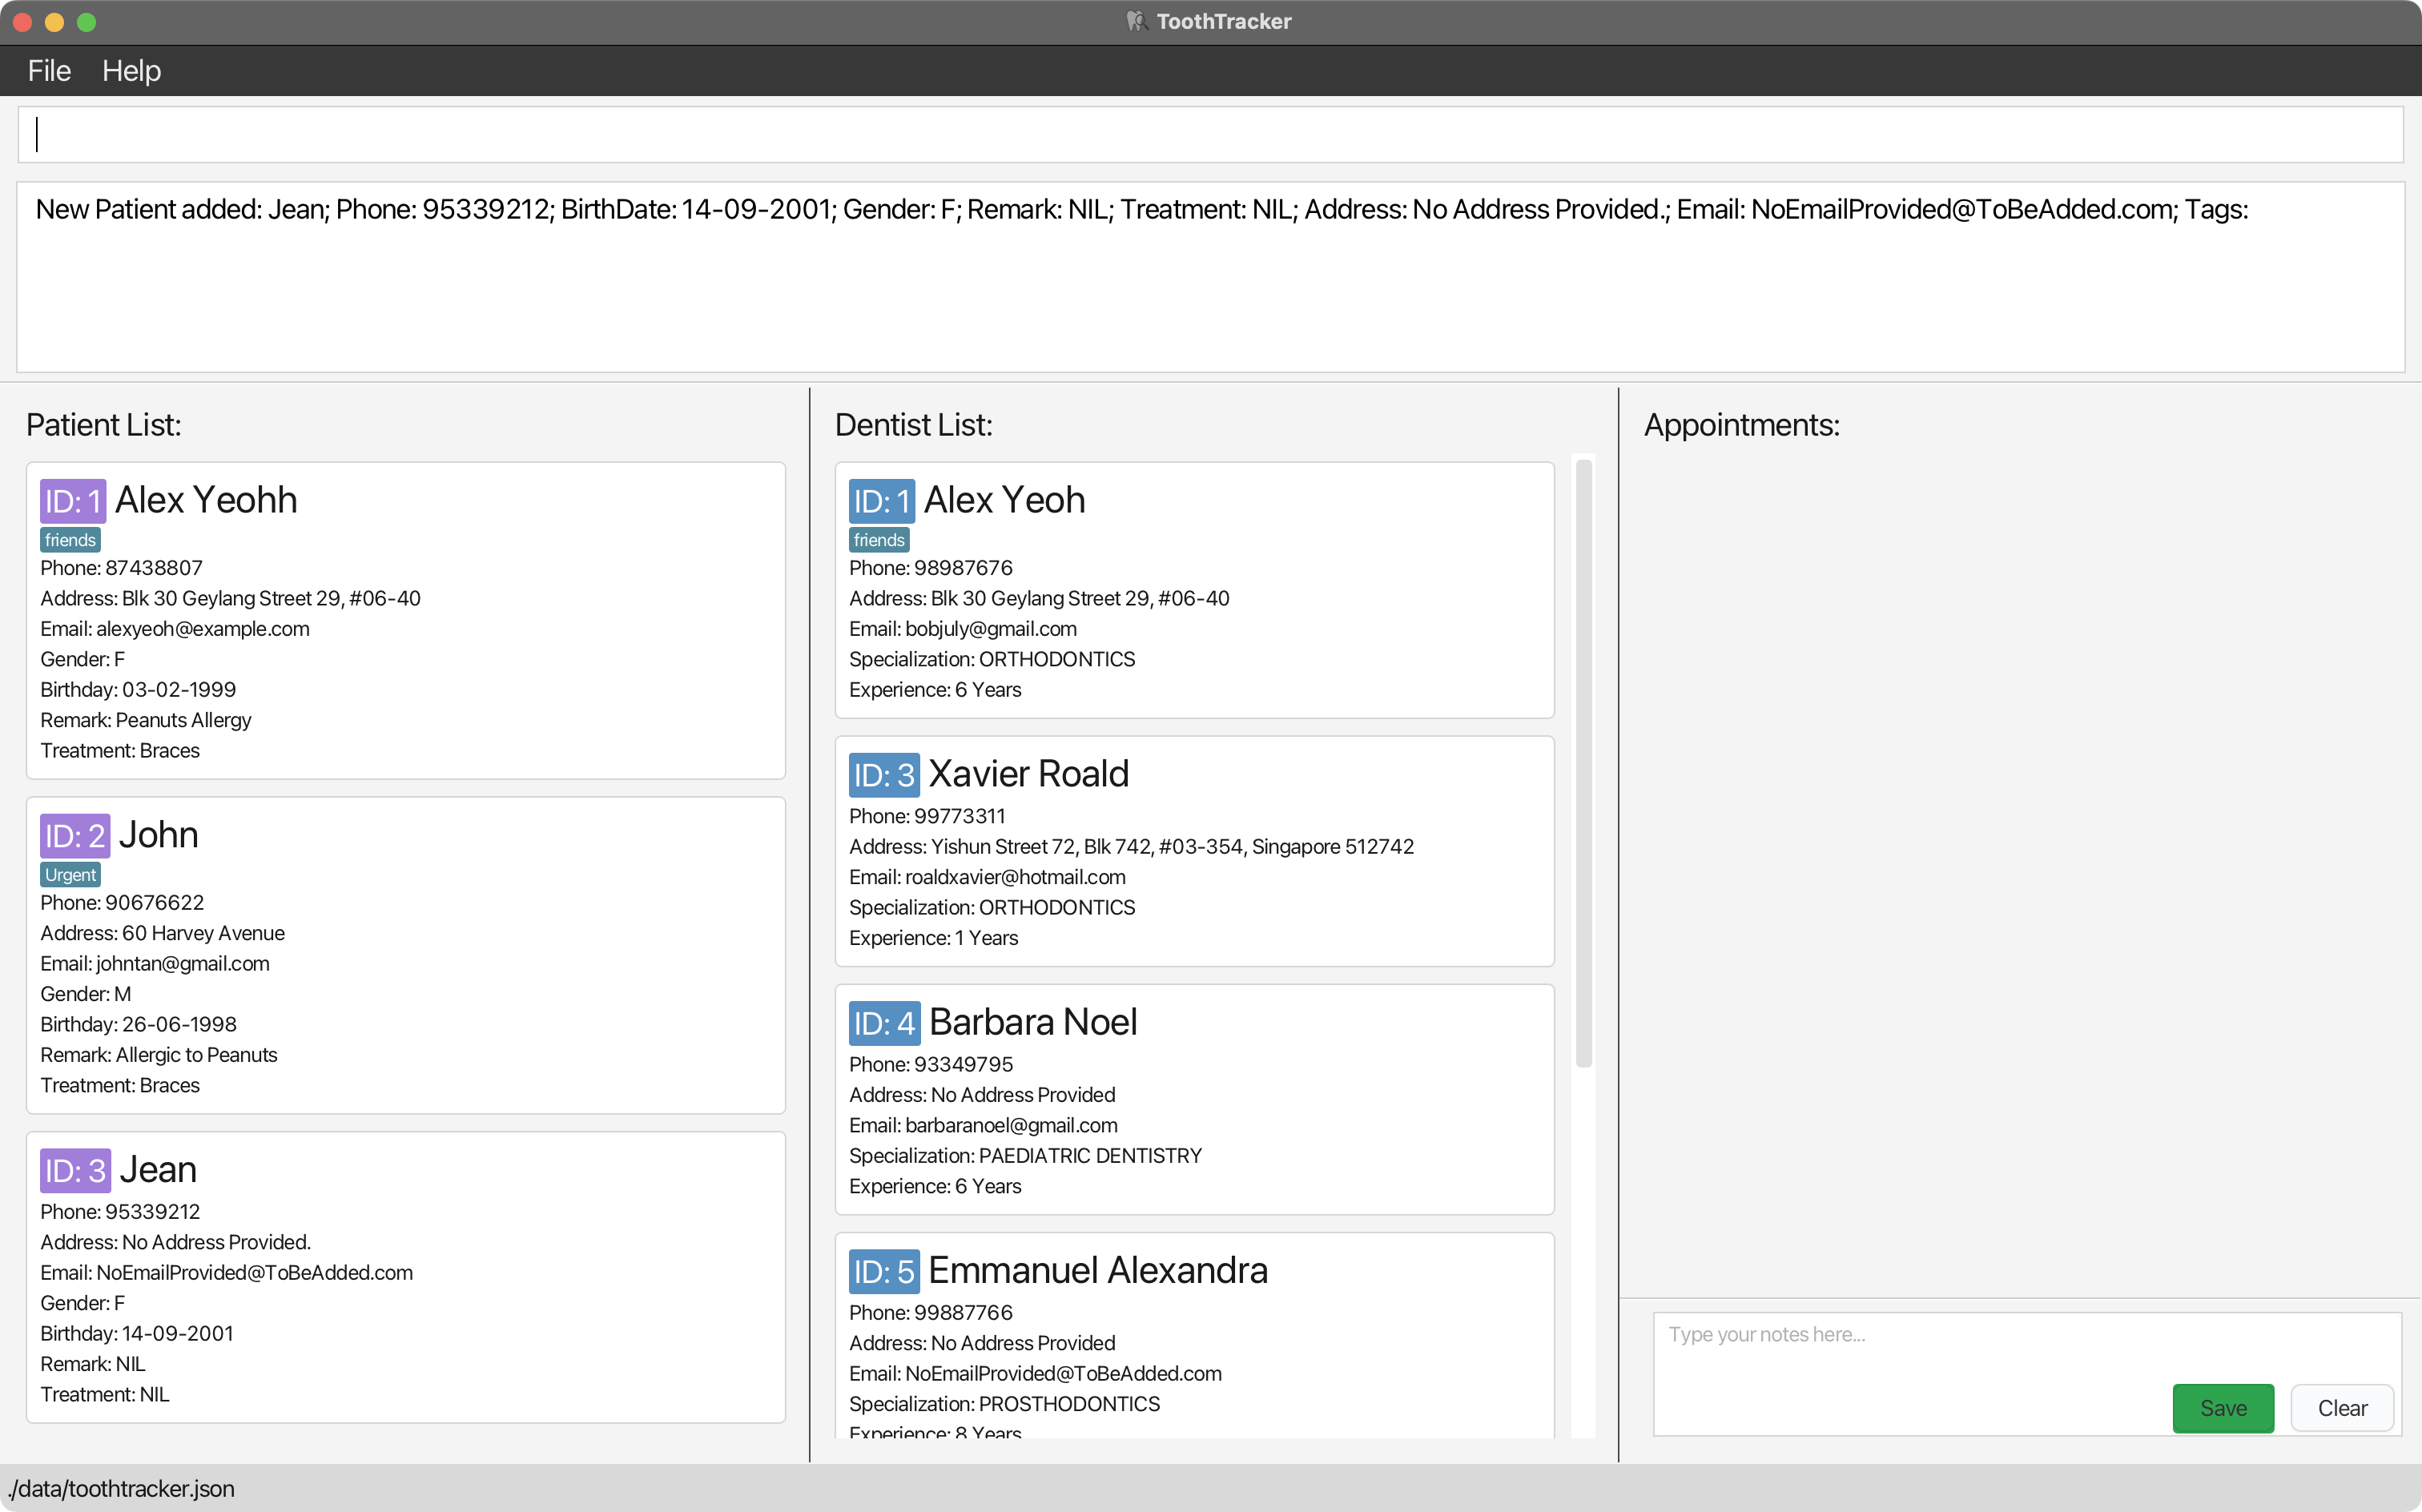 ToothTracker
File Help
New Patient added: Jean; Phone: 95339212; BirthDate: 14-09-2001; Gender: F; Remark: NIL; Treatment: NIL; Address: No Address Provided.; Email: NoEmailProvided@ToBeAdded.com; Tags:
Patient List:
ID: 1 Alex Yeohh
friends
Phone: 87438807
Address: Blk 30 Geylang Street 29, #06-40
Email: alexyeoh@example.com
Gender: F
Birthday: 03-02-1999
Remark: Peanuts Allergy
Treatment: Braces
ID: 2 John
Urgent
Phone: 90676622
Address: 60 Harvey Avenue
Email: johntan@gmail.com
Gender: M
Birthday: 26-06-1998
Remark: Allergic to Peanuts
Treatment: Braces
ID: 3 Jean
Phone: 95339212
Address: No Address Provided.
Email: NoEmailProvided@ToBeAdded.com
Gender: F
Birthday: 14-09-2001
Remark: NIL
Treatment: NIL
Dentist List:
ID: 1 Alex Yeoh
friends
Phone: 98987676
Address: Blk 30 Geylang Street 29, #06-40
Email: bobjuly@gmail.com
Specialization: ORTHODONTICS
Experience: 6 Years
ID: 3 Xavier Roald
Phone: 99773311
Address: Yishun Street 72, Blk 742, #03-354, Singapore 512742
Email: roaldxavier@hotmail.com
Specialization: ORTHODONTICS
Experience: 1 Years
ID: 4 Barbara Noel
Phone: 93349795
Address: No Address Provided
Email: barbaranoel@gmail.com
Specialization: PAEDIATRIC DENTISTRY
Experience: 6 Years
ID: 5 Emmanuel Alexandra
Phone: 99887766
Address: No Address Provided
Email: NoEmailProvided@ToBeAdded.com
Specialization: PROSTHODONTICS
Experience: 8 Years
Appointments:
Type your notes here...
Save Clear
./data/toothtracker.json